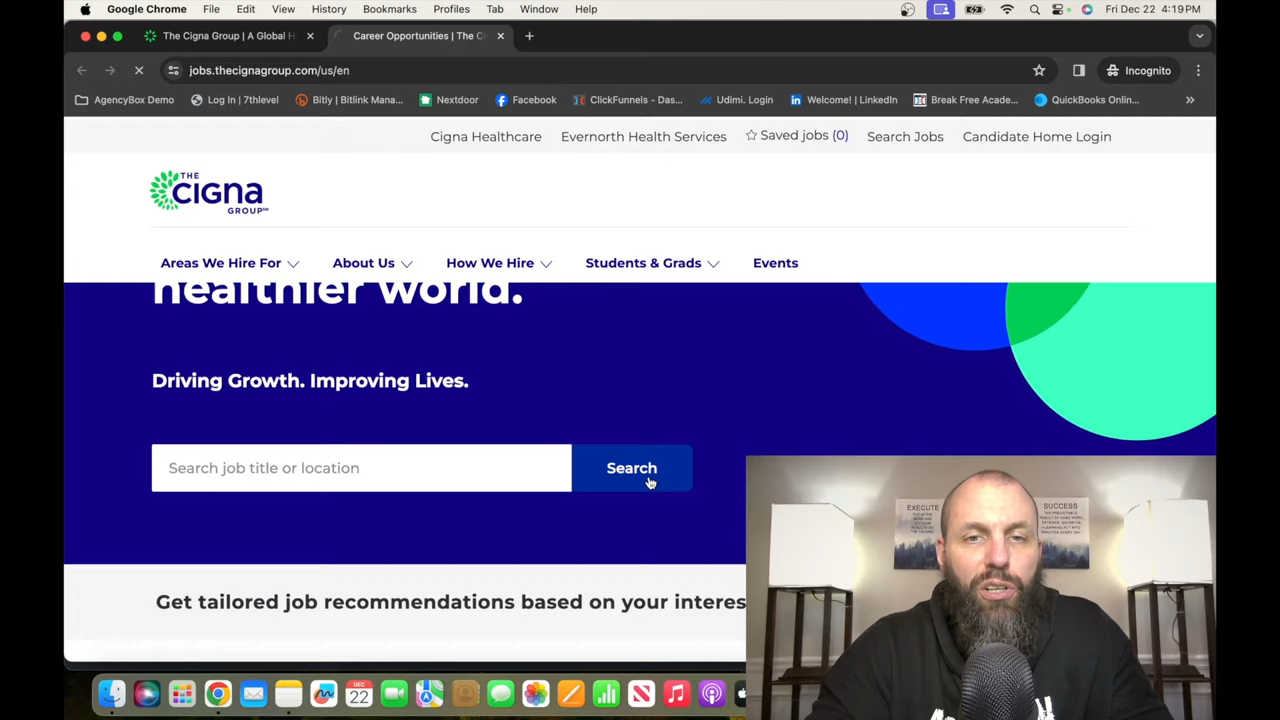 Google Chrome File Edit View History Bookmarks Profiles Tab Window Help Fri Dec 22 4:19 PM
The Cigna Group | A Global H
Career Opportunities | The Ci
jobs.thecignagroup.com/us/en
Incognito
AgencyBox Demo Log In | 7thlevel Bitly | Bitlink Mana... Nextdoor Facebook ClickFunnels - Das... Udimi. Login Welcome! | LinkedIn Break Free Acade... QuickBooks Onlin...
Cigna Healthcare Evernorth Health Services Saved jobs (0) Search Jobs Candidate Home Login
THE
cigna
GROUP
Areas We Hire For About Us How We Hire Students & Grads Events
healthier world.
Driving Growth. Improving Lives.
Search job title or location Search
Get tailored job recommendations based on your interes
EXECUTE
SUCCESS
DEC
22